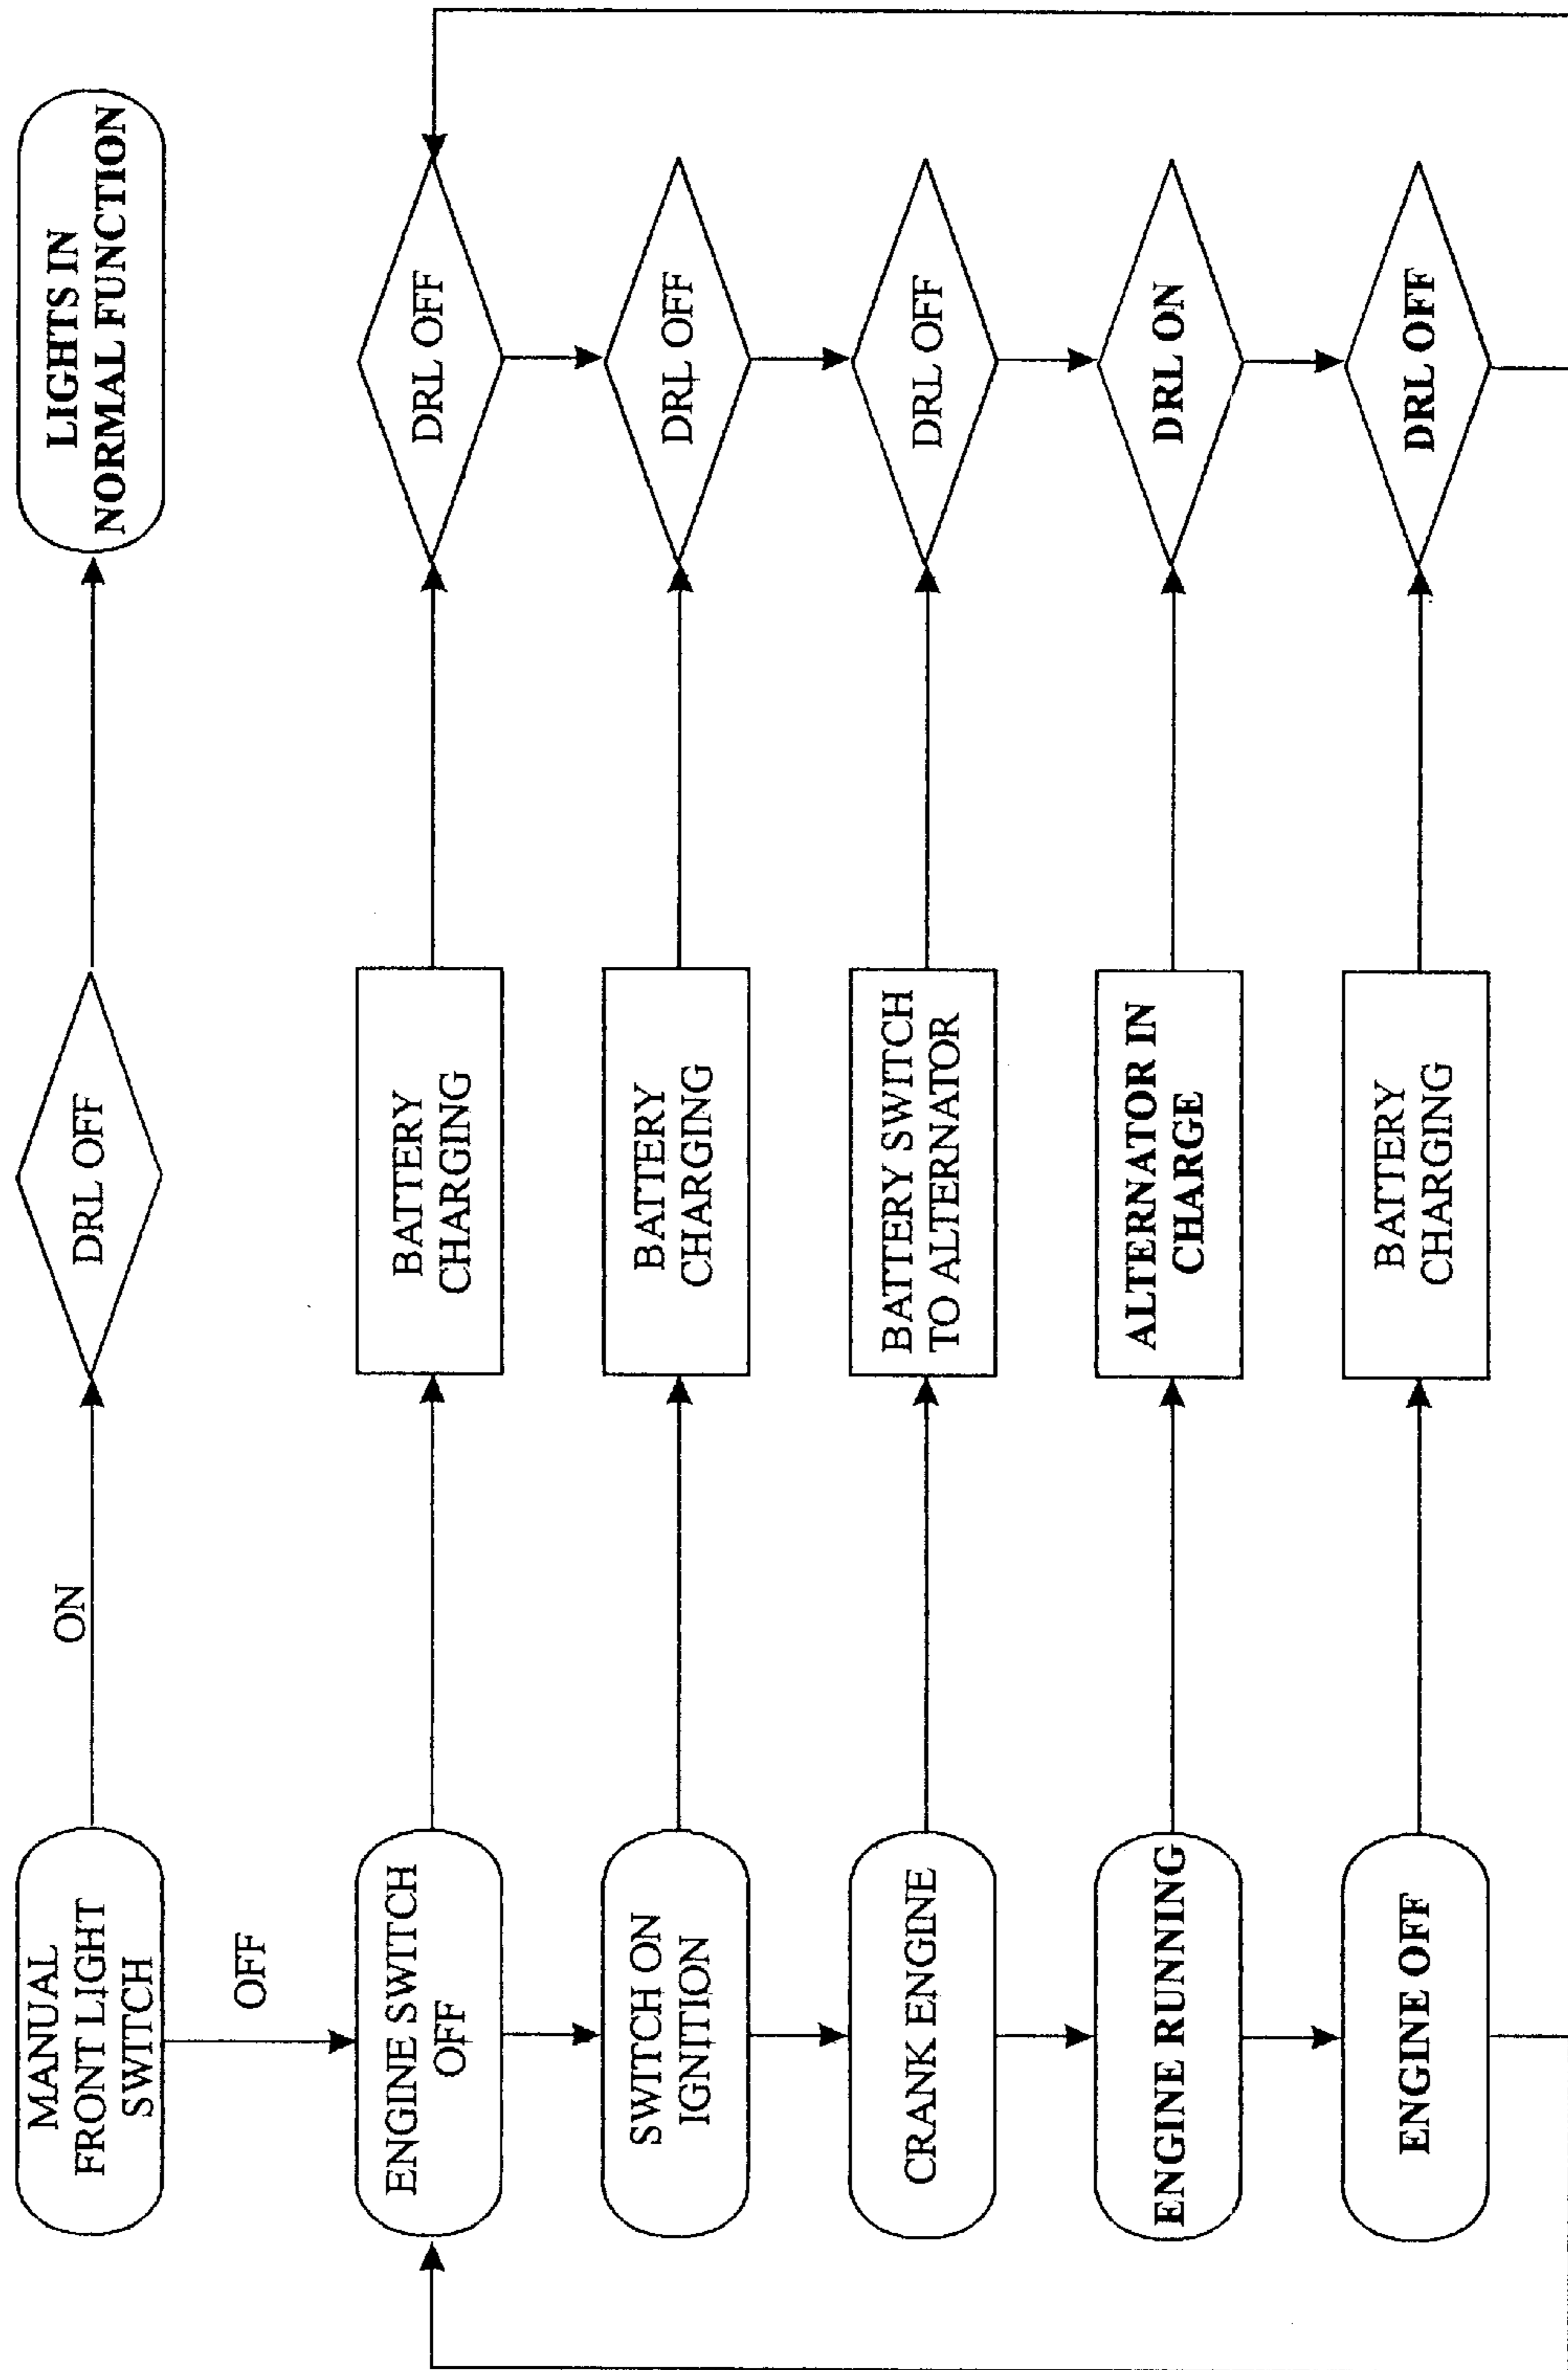 MANUAL
FRONT LIGHT
SWITCH
ON
DRL OFF
LIGHTS IN
NORMAL FUNCTION
OFF
ENGINE SWITCH
OFF
BATTERY
CHARGING
DRL OFF
SWITCH ON
IGNITION
BATTERY
CHARGING
DRL OFF
CRANK ENGINE
BATTERY SWITCH
TO ALTERNATOR
DRL OFF
ENGINE RUNNING
ALTERNATOR IN
CHARGE
DRL ON
ENGINE OFF
BATTERY
CHARGING
DRL OFF